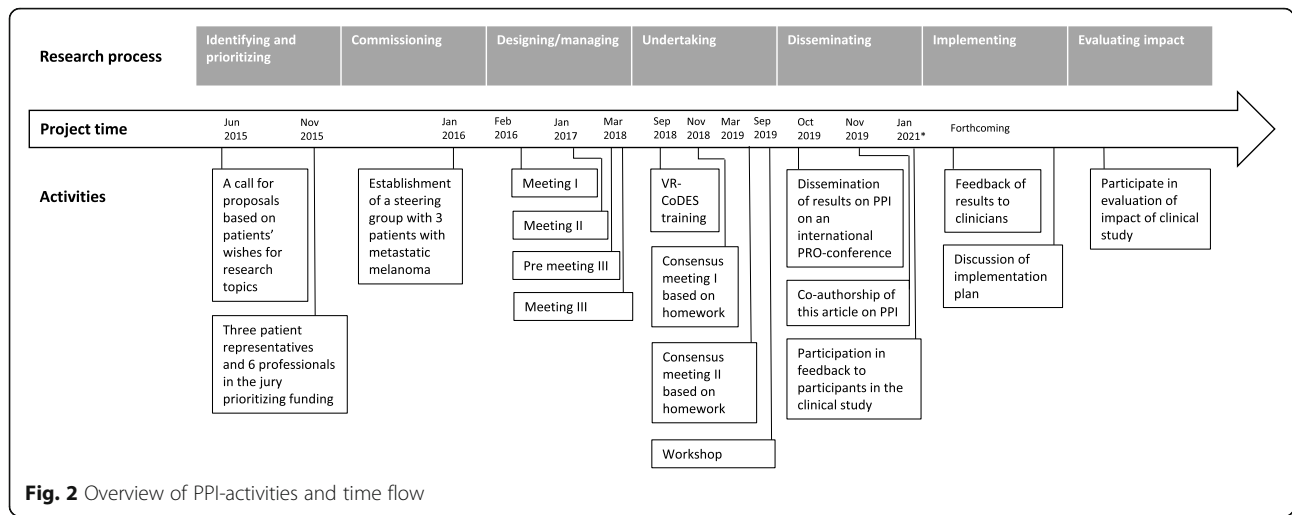 Research process
Identifying and
prioritizing
Commissioning
Designing/managing
Undertaking
Disseminating
Implementing
Evaluating impact
Project time
Jun
2015
Nov
2015
Jan
2016
Feb
2016
Jan
2017
Mar
2018
Sep
2018
Nov
2018
Mar
2019
Sep
2019
Oct
2019
Nov
2019
Jan
2021*
Forthcoming
Activities
A call for
proposals
based on
patients’
wishes for
research
topics
Three patient
representatives
and 6 professionals
in the jury
prioritizing funding
Establishment
of a steering
group with 3
patients with
metastatic
melanoma
Meeting I
Meeting II
Pre meeting III
Meeting III
VR-
CoDES
training
Consensus
meeting I
based on
homework
Consensus
meeting II
based on
homework
Workshop
Dissemination
of results on PPI
on an
international
PRO-conference
Co-authorship of
this article on PPI
Participation in
feedback to
participants in the
clinical study
Feedback of
results to
clinicians
Discussion of
implementation
plan
Participate in
evaluation of
impact of clinical
study
Fig. 2 Overview of PPI-activities and time flow